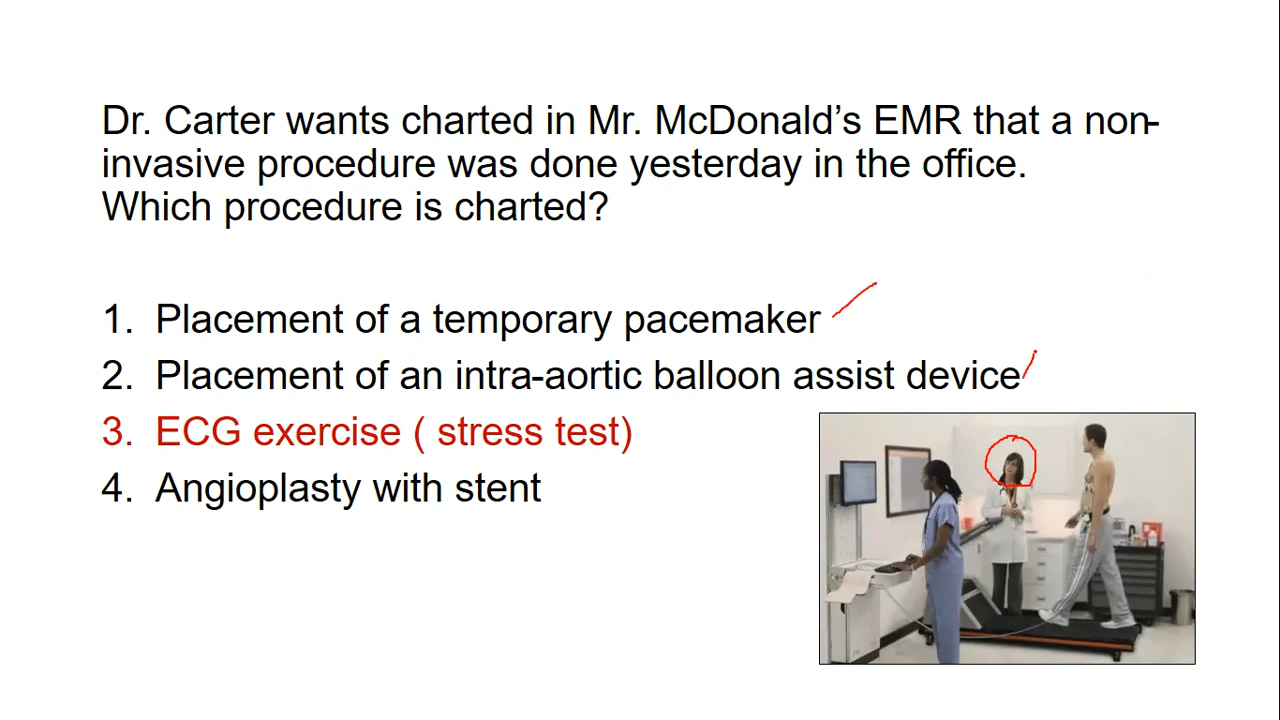 Dr. Carter wants charted in Mr. McDonald’s EMR that a non-
invasive procedure was done yesterday in the office.
Which procedure is charted?
1. Placement of a temporary pacemaker
2. Placement of an intra-aortic balloon assist device
3. ECG exercise ( stress test)
4. Angioplasty with stent